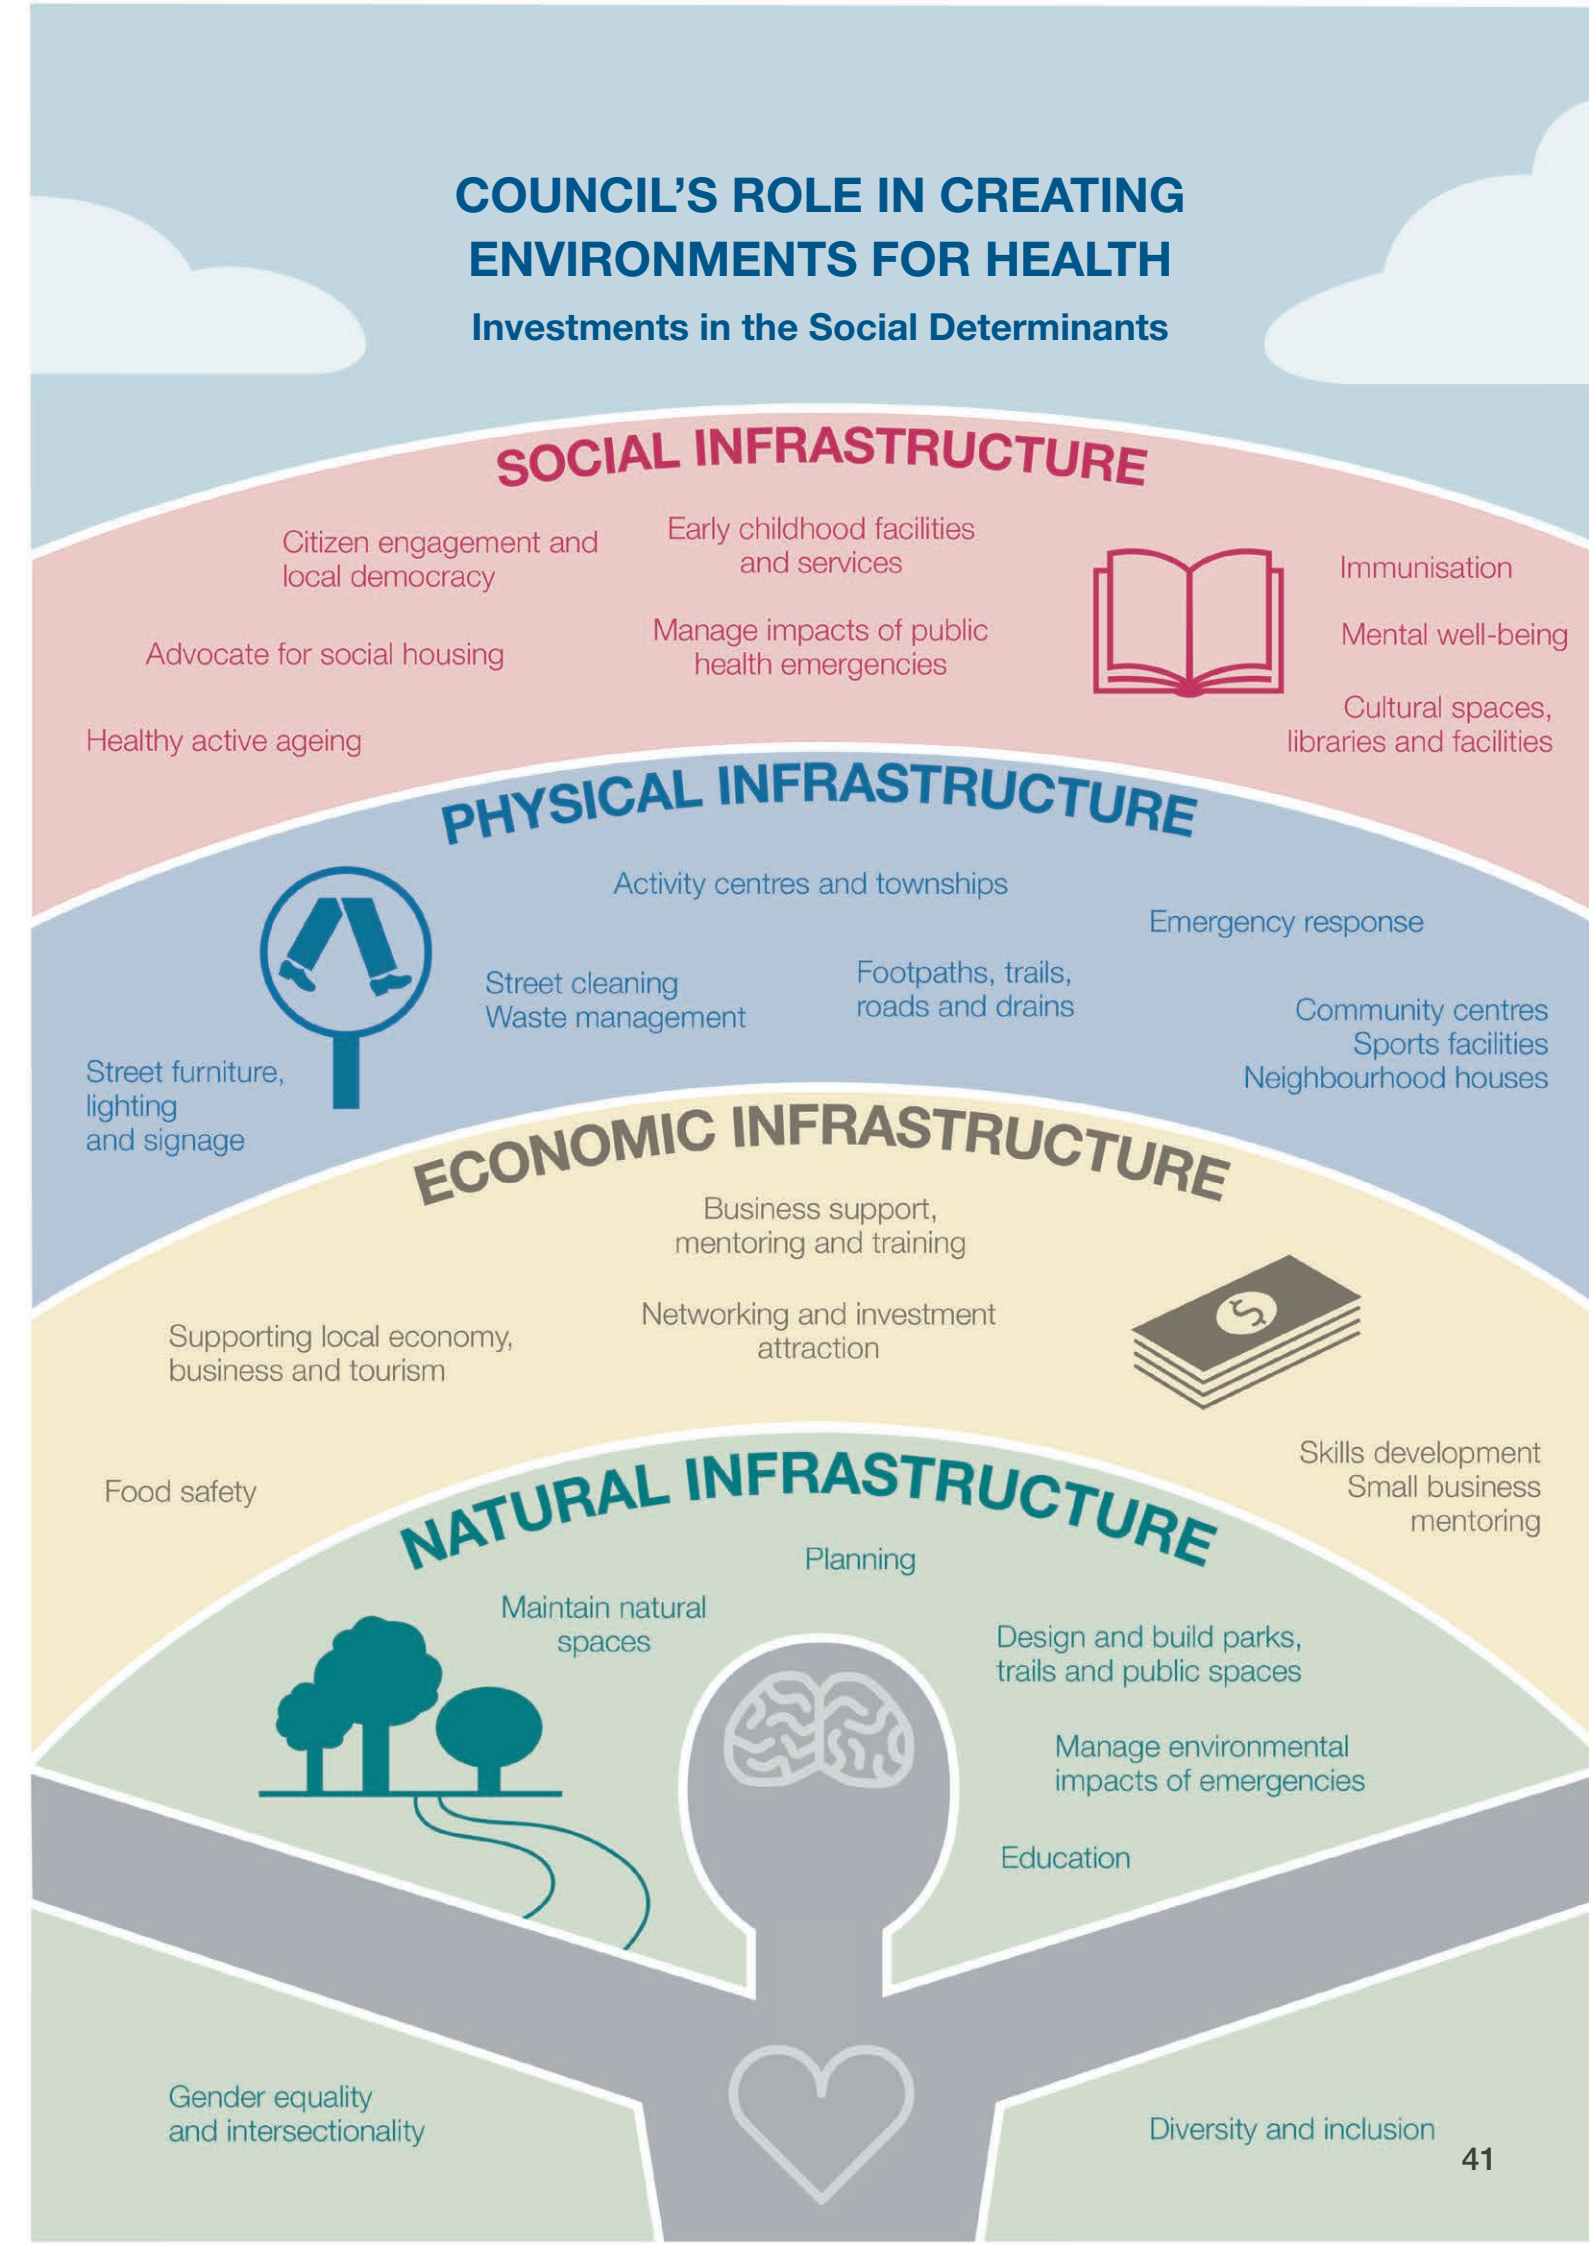 COUNCIL'S ROLE IN CREATING
ENVIRONMENTS FOR HEALTH
Investments in the Social Determinants
SOCIAL INFRASTRUCTURE
Citizen engagement and
local democracy
Early childhood facilities
and services
Immunisation
Advocate for social housing
Manage impacts of public
health emergencies
Mental well-being
Healthy active ageing
Cultural spaces,
libraries and facilities
PHYSICAL INFRASTRUCTURE
Activity centres and townships
Emergency response
Street cleaning
Waste management
Footpaths, trails,
roads and drains
Community centres
Sports facilities
Neighbourhood houses
Street furniture,
lighting
and signage
ECONOMIC INFRASTRUCTURE
Business support,
mentoring and training
Supporting local economy,
business and tourism
Networking and investment
attraction
$
Food safety
Skills development
Small business
mentoring
NATURAL INFRASTRUCTURE
Planning
Maintain natural
spaces
Design and build parks,
trails and public spaces
Manage environmental
impacts of emergencies
Education
Gender equality
and intersectionality
Diversity and inclusion
41